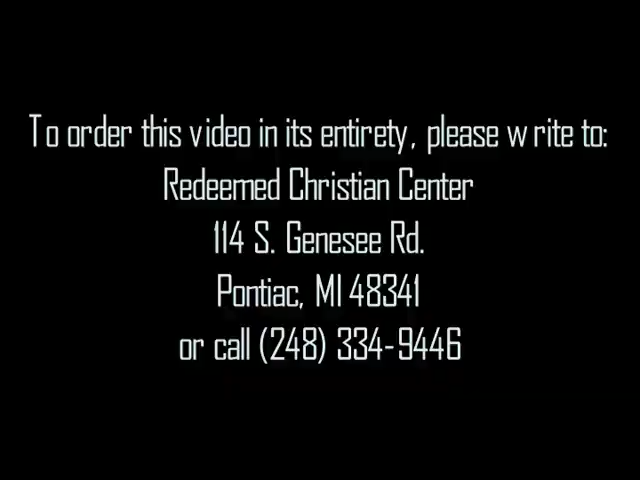 To order this video in its entirety, please write to:
Redeemed Christian Center
114 S. Genesee Rd.
Pontiac, MI 48341
or call (248) 334-9446